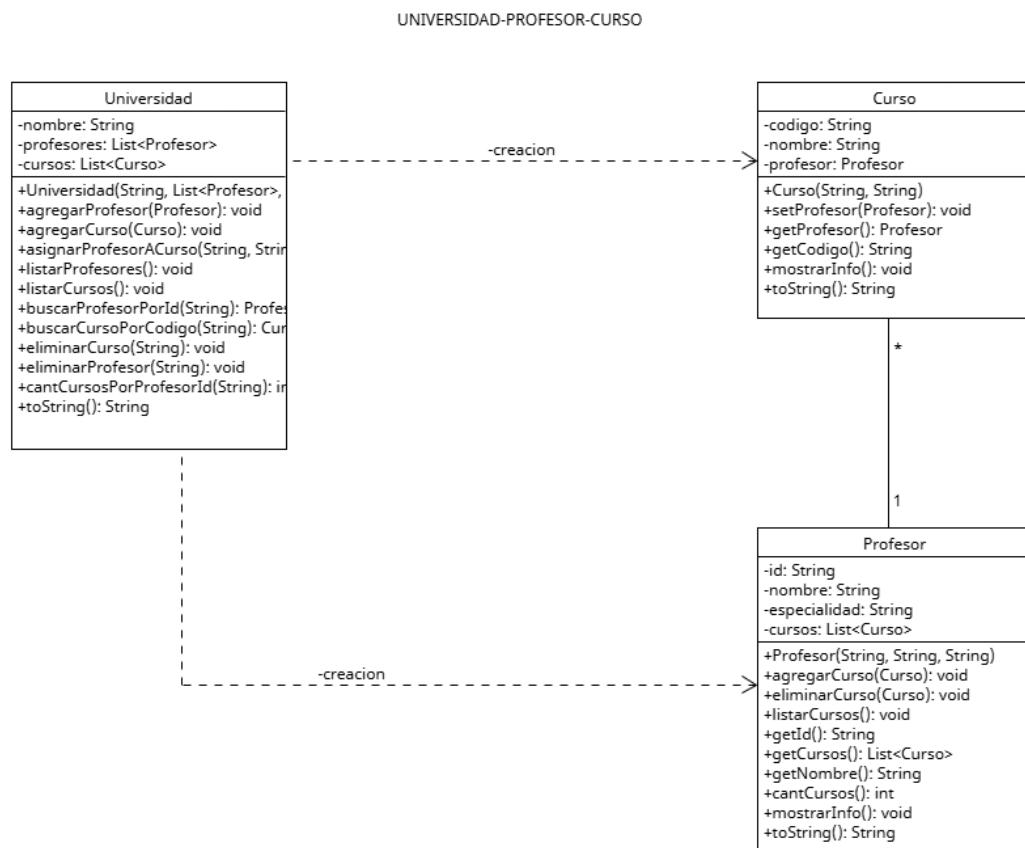 UNIVERSIDAD-PROFESOR-CURSO
Universidad
-nombre: String
-profesores: List<Profesor>
-cursos: List<Curso>
+Universidad(String, List<Profesor>,
+agregarProfesor(Profesor): void
+agregarCurso(Curso): void
+asignarProfesorACurso(String,
+listarProfesores(): void
+listarCursos(): void
+buscarProfesorPorId(String):
+buscarCursoPorCodigo(String):
+eliminarCurso(String): void
+eliminarProfesor(String): void
+cantCursosPorProfesorId(String):
+toString(): String
-creacion
Curso
-codigo: String
-nombre: String
-profesor: Profesor
+Curso(String, String)
+setProfesor(Profesor): void
+getProfesor(): Profesor
+getCodigo(): String
+mostrarInfo(): void
+toString(): String
*
1
-creacion
Profesor
-id: String
-nombre: String
-especialidad: String
-cursos: List<Curso>
+Profesor(String, String, String)
+agregarCurso(Curso): void
+eliminarCurso(Curso): void
+listarCursos(): void
+getId(): String
+getCursos(): List<Curso>
+getNombre(): String
+cantCursos(): int
+mostrarInfo(): void
+toString(): String